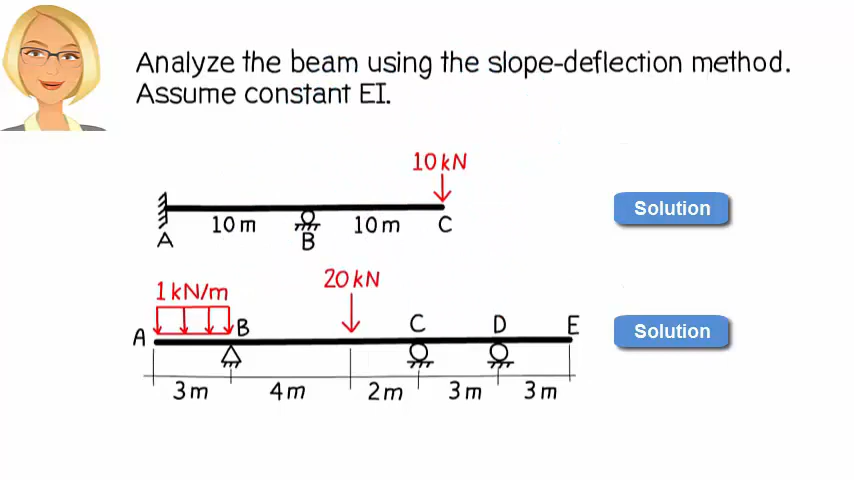 Analyze the beam using the slope-deflection method.
Assume constant EI.
10 kN
Solution
10 m
10 m
A
B
C
20 kN
1 kN/m
A
B
C
D
E
Solution
3 m
4 m
2 m
3 m
3 m